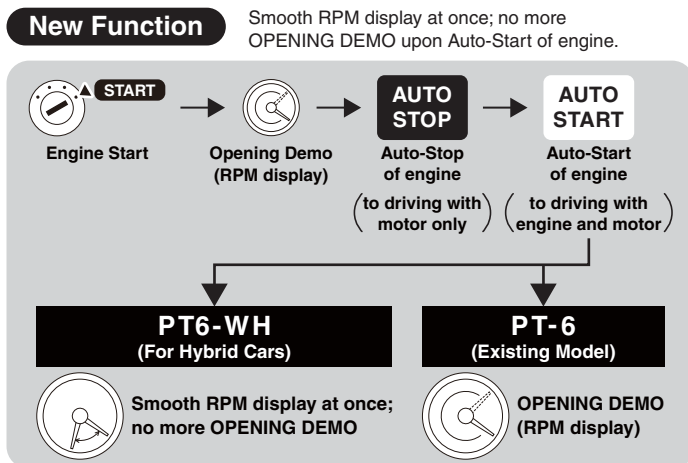 New Function
Smooth RPM display at once; no more
OPENING DEMO upon Auto-Start of engine.
START
Engine Start
Opening Demo
(RPM display)
AUTO
STOP
Auto-Stop
of engine
(to driving with
motor only)
AUTO
START
Auto-Start
of engine
(to driving with
engine and motor)
PT6-WH
(For Hybrid Cars)
Smooth RPM display at once;
no more OPENING DEMO
PT-6
(Existing Model)
OPENING DEMO
(RPM display)